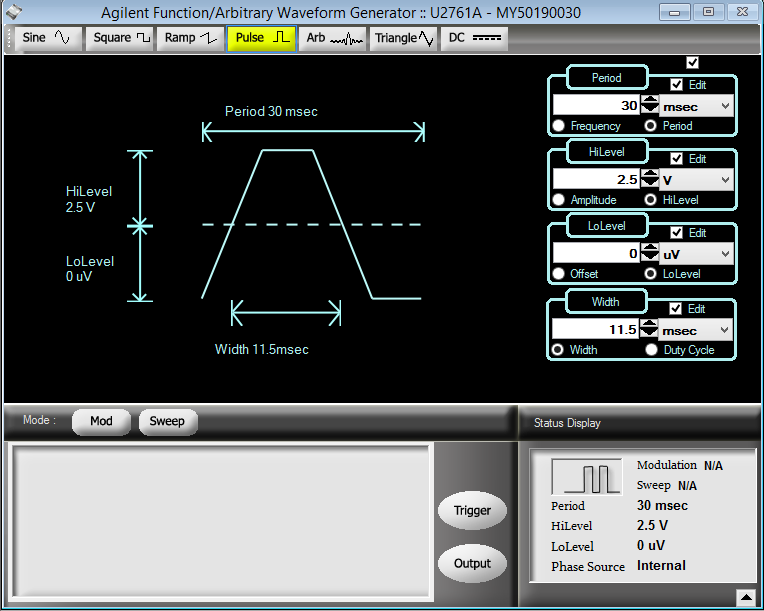 Agilent Function/Arbitrary Waveform Generator :: U2761A - MY50190030
Sine Square Ramp Pulse Arb Triangle DC
Period 30 msec
HiLevel
2.5 V
LoLevel
0 uV
Width 11.5msec
Period Edit
30 msec
Frequency Period
HiLevel Edit
2.5 V
Amplitude HiLevel
LoLevel Edit
0 uV
Offset LoLevel
Width Edit
11.5 msec
Width Duty Cycle
Mode : Mod Sweep
Trigger
Output
Status Display
Modulation N/A
Sweep N/A
Period 30 msec
HiLevel 2.5 V
LoLevel 0 uV
Phase Source Internal